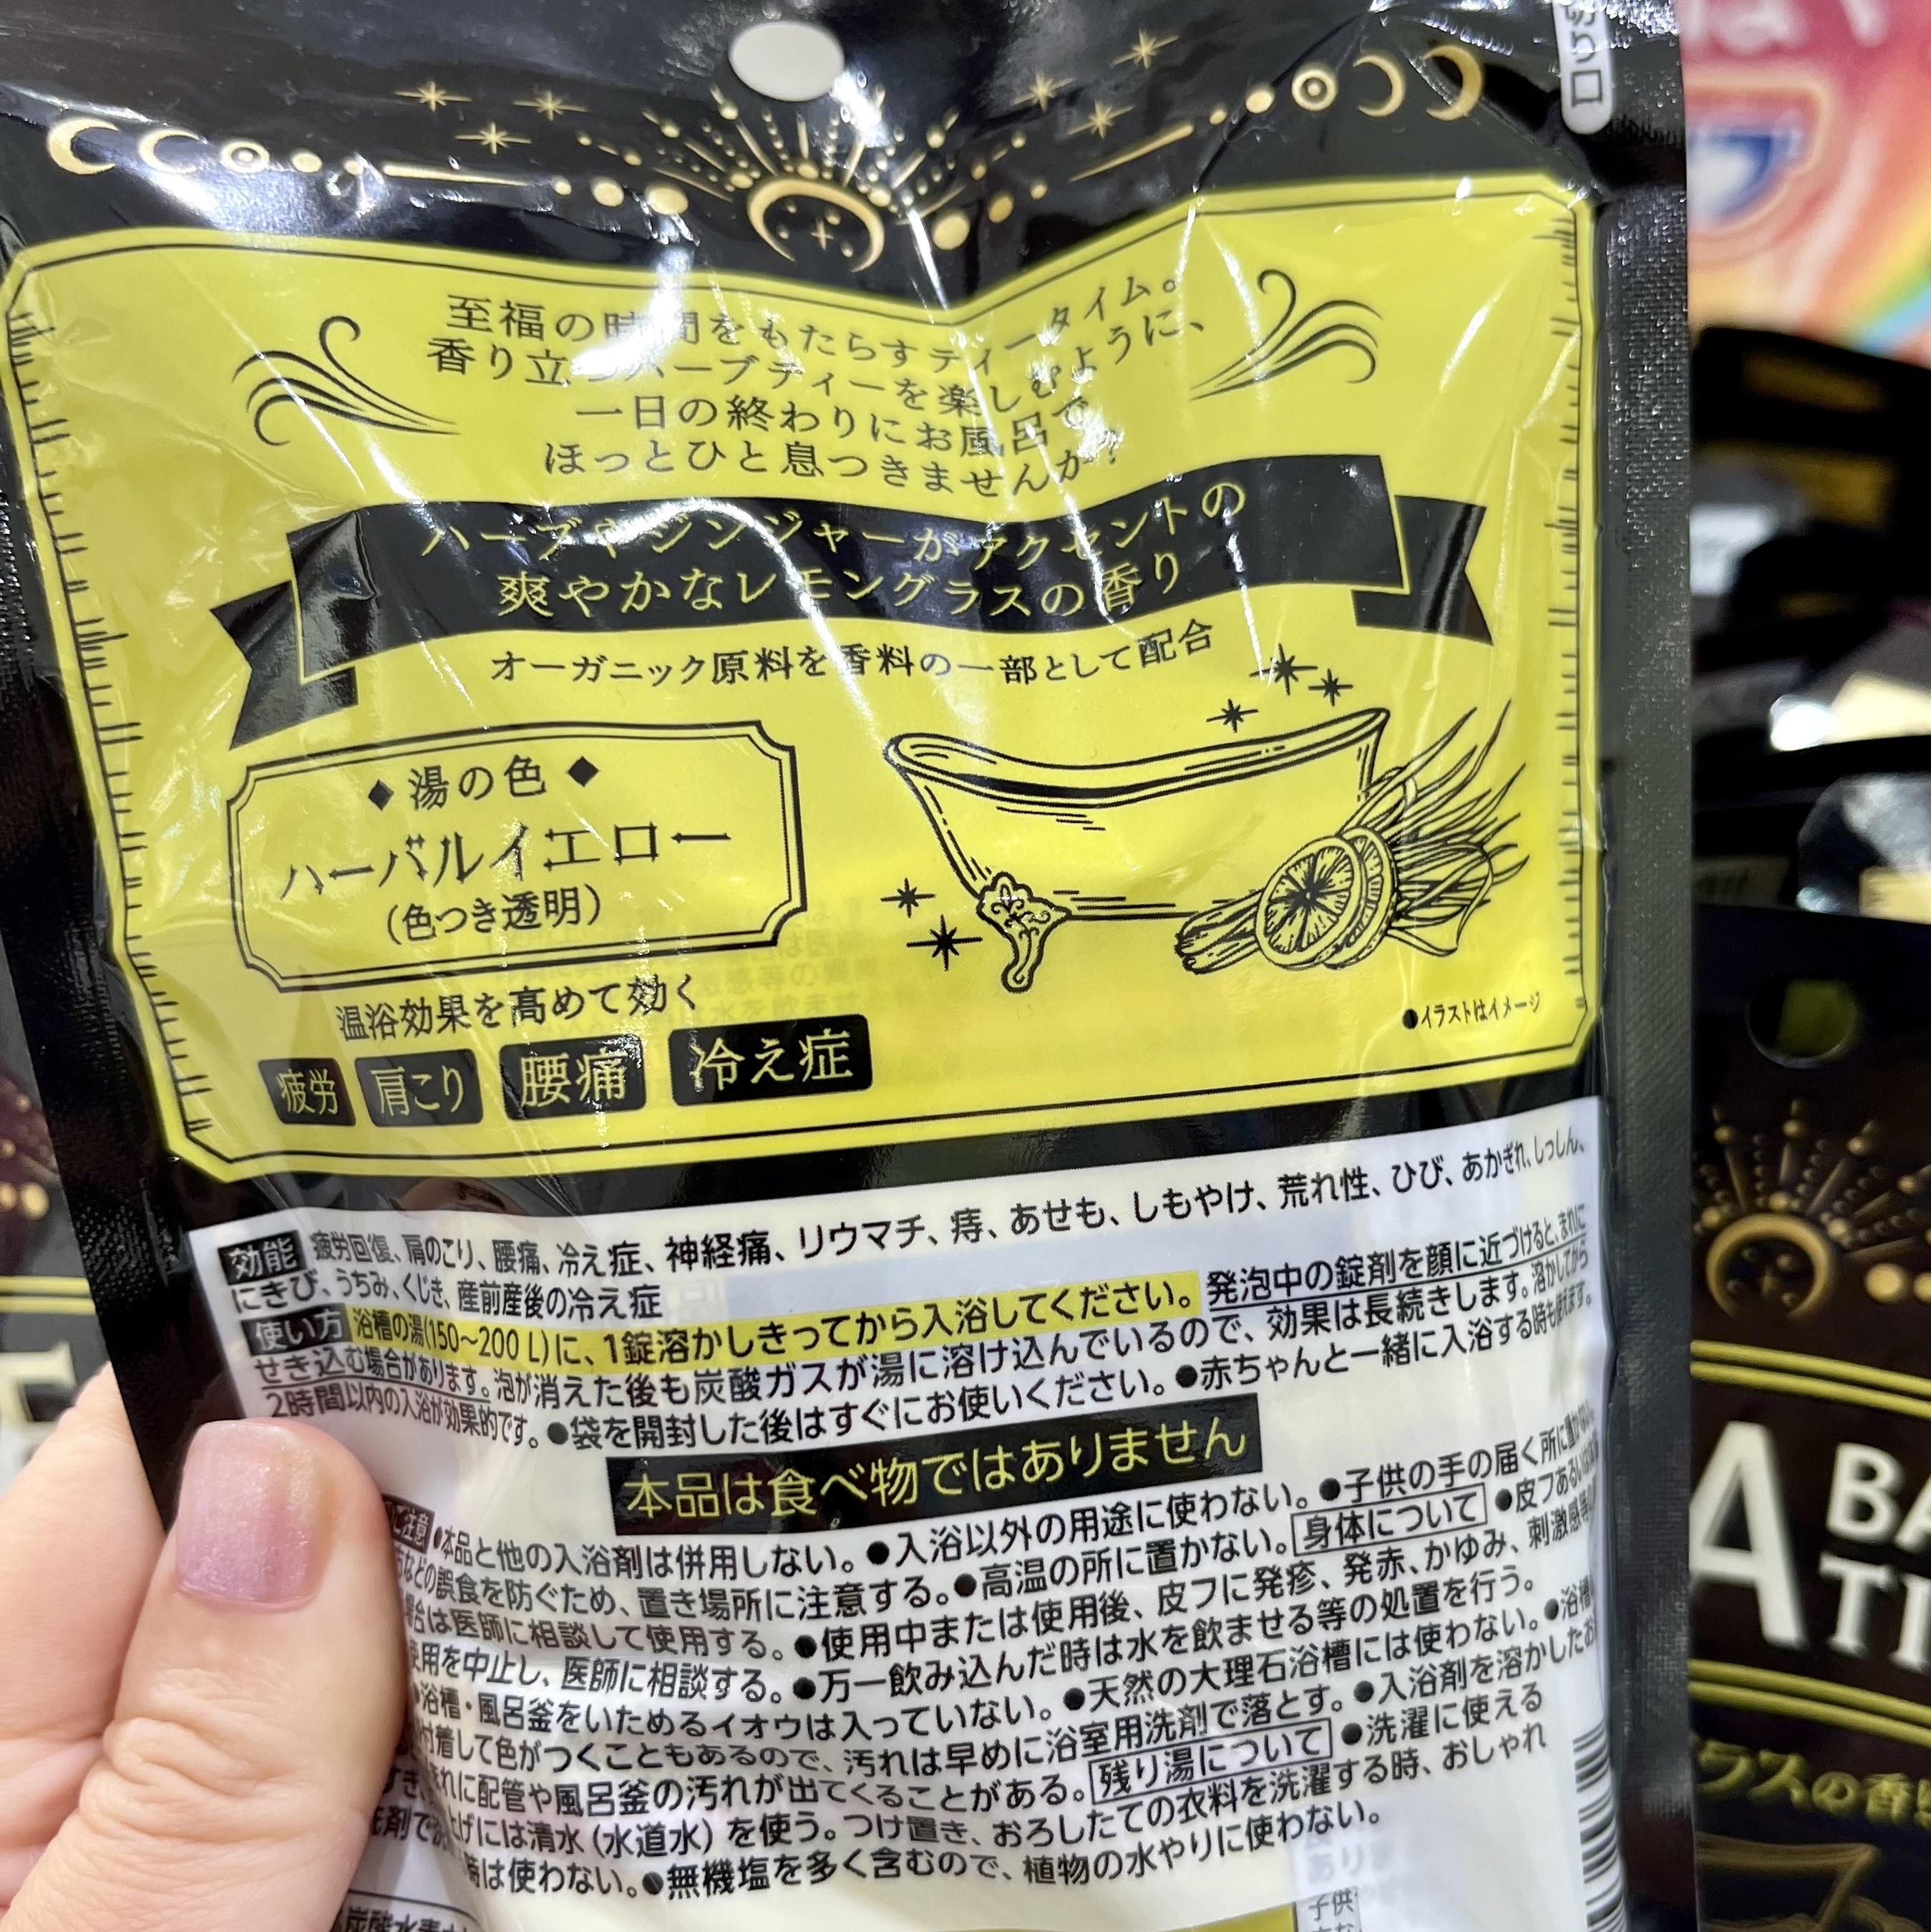 切り口
至福の時間をもたらすティータイム。
香り立つハーブティーを楽しむように、
一日の終わりにお風呂で
ほっとひと息つきませんか?
ハーブやジンジャーがアクセントの
爽やかなレモングラスの香り
オーガニック原料を香料の一部として配合
◆湯の色◆
ハーバルイエロー
(色つき透明)
温浴効果を高めて効く
疲労 肩こり 腰痛 冷え症
●イラストはイメージ
効能 疲労回復、肩のこり、腰痛、冷え症、神経痛、リウマチ、痔、あせも、しもやけ、荒れ性、ひび、あかぎれ、しっしん、
にきび、うちみ、くじき、産前産後の冷え症
使い方 浴槽の湯(150〜200 L)に、1錠溶かしきってから入浴してください。発泡中の錠剤を顔に近づけると、まれに
せき込む場合があります。泡が消えた後も炭酸ガスが湯に溶け込んでいるので、効果は長続きします。溶かしてから
2時間以内の入浴が効果的です。●袋を開封した後はすぐにお使いください。●赤ちゃんと一緒に入浴する時も使えます。
本品は食べ物ではありません
注意 ●本品と他の入浴剤は併用しない。●入浴以外の用途に使わない。●子供の手の届く所に置かない。
などの誤食を防ぐため、置き場所に注意する。●高温の所に置かない。身体について ●皮フあるいは
場合は医師に相談して使用する。●使用中または使用後、皮フに発疹、発赤、かゆみ、刺激感等の
使用を中止し、医師に相談する。●万一飲み込んだ時は水を飲ませる等の処置を行う。
●浴槽・風呂釜をいためるイオウは入っていない。●天然の大理石浴槽には使わない。●浴槽
付着して色がつくこともあるので、汚れは早めに浴室用洗剤で落とす。●入浴剤を溶かしたお
まれに配管や風呂釜の汚れが出てくることがある。残り湯について ●洗濯に使える
すすぎには清水(水道水)を使う。つけ置き、おろしたての衣料を洗濯する時、おしゃれ
は使わない。●無機塩を多く含むので、植物の水やりに使わない。
子供
A BA
TI
ラスの香